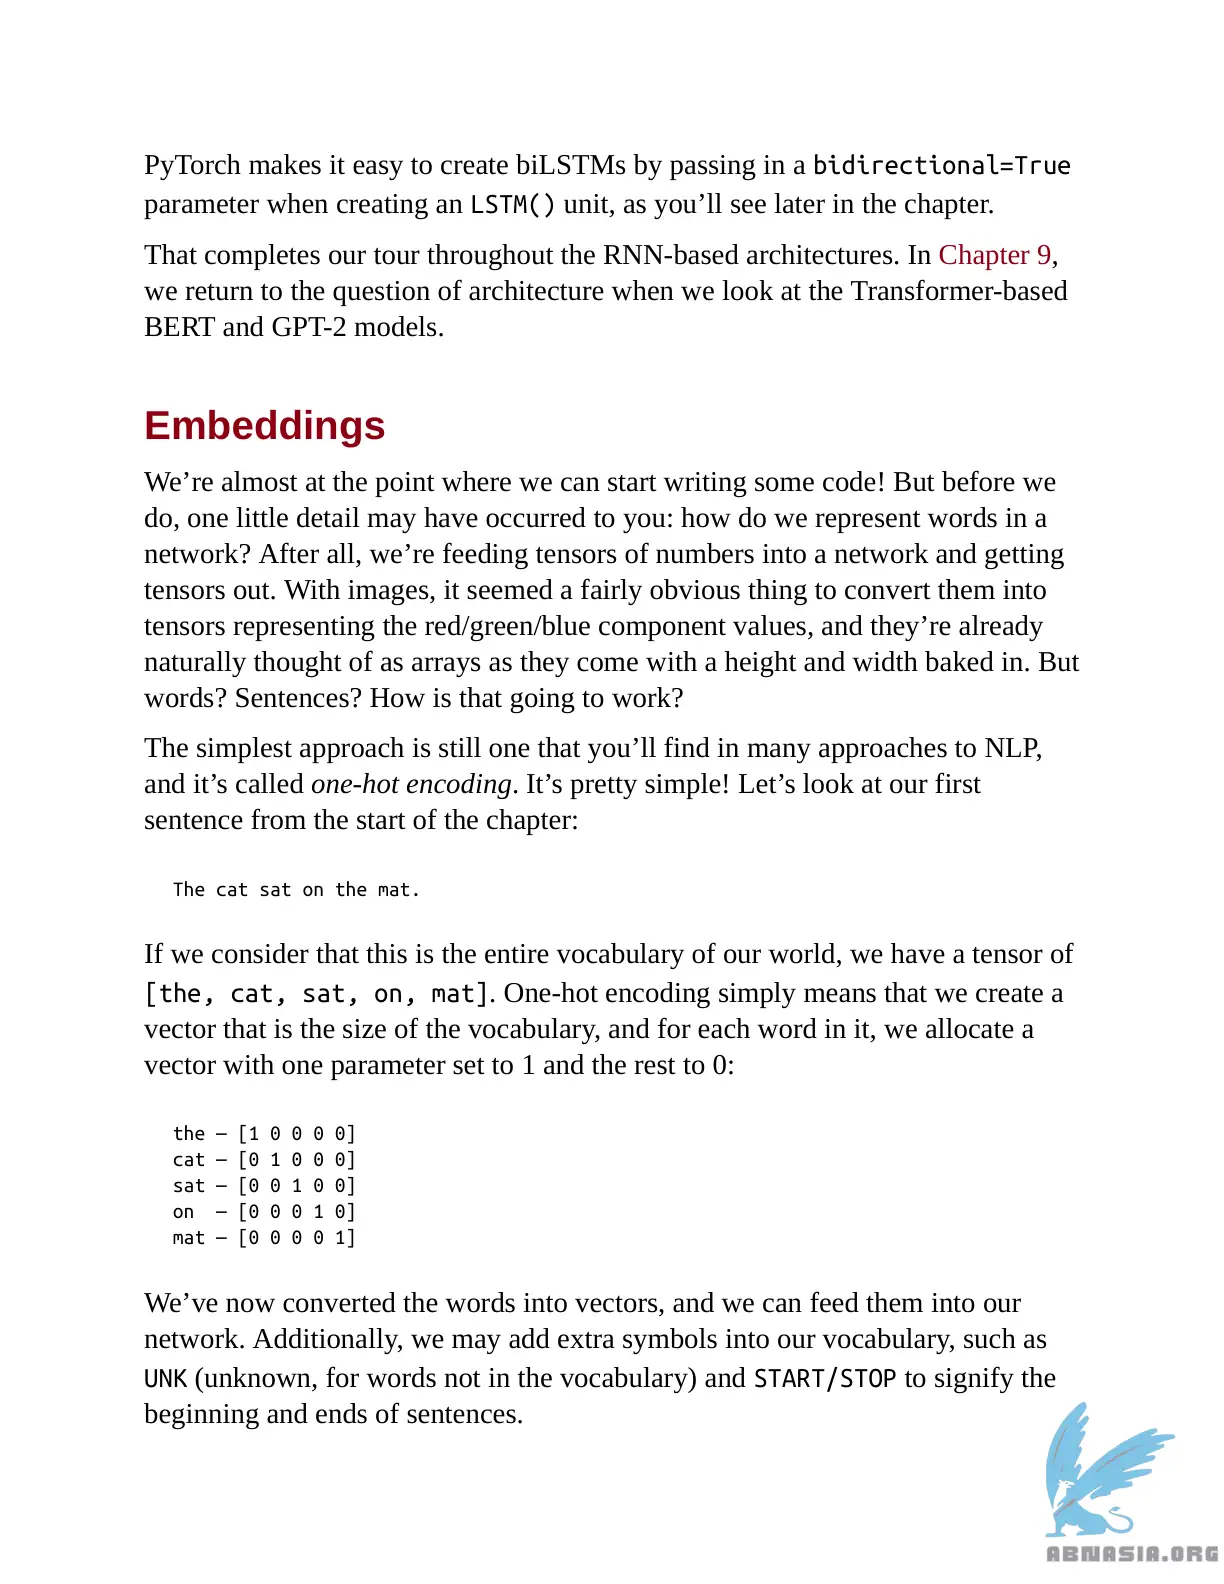 PyTorch makes it easy to create biLSTMs by passing in a bidirectional=True
parameter when creating an LSTM() unit, as you’ll see later in the chapter.
That completes our tour throughout the RNN-based architectures. In Chapter 9,
we return to the question of architecture when we look at the Transformer-based
BERT and GPT-2 models.
Embeddings
We’re almost at the point where we can start writing some code! But before we
do, one little detail may have occurred to you: how do we represent words in a
network? After all, we’re feeding tensors of numbers into a network and getting
tensors out. With images, it seemed a fairly obvious thing to convert them into
tensors representing the red/green/blue component values, and they’re already
naturally thought of as arrays as they come with a height and width baked in. But
words? Sentences? How is that going to work?
The simplest approach is still one that you’ll find in many approaches to NLP,
and it’s called one-hot encoding. It’s pretty simple! Let’s look at our first
sentence from the start of the chapter:
The cat sat on the mat.
If we consider that this is the entire vocabulary of our world, we have a tensor of
[the, cat, sat, on, mat]. One-hot encoding simply means that we create a
vector that is the size of the vocabulary, and for each word in it, we allocate a
vector with one parameter set to 1 and the rest to 0:
the — [1 0 0 0 0]
cat — [0 1 0 0 0]
sat — [0 0 1 0 0]
on  — [0 0 0 1 0]
mat — [0 0 0 0 1]
We’ve now converted the words into vectors, and we can feed them into our
network. Additionally, we may add extra symbols into our vocabulary, such as
UNK (unknown, for words not in the vocabulary) and START/STOP to signify the
beginning and ends of sentences.
ABNASIA.ORG